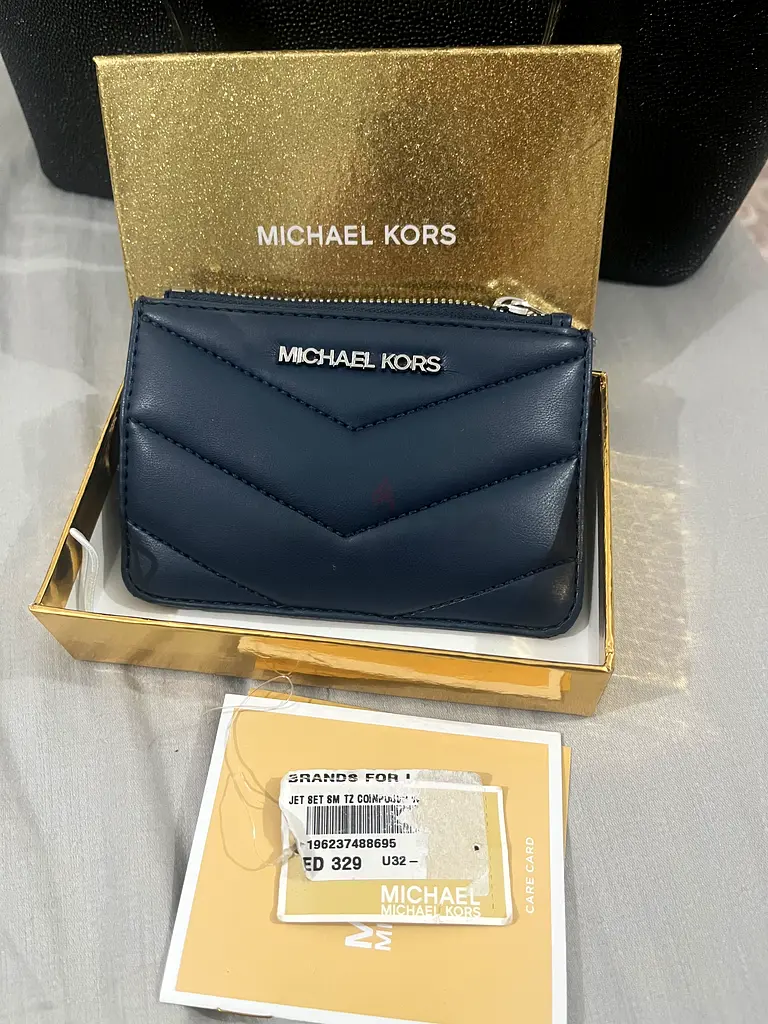 MICHAEL KORS
MICHAEL KORS
BRANDS FOR
JET SET SM TZ
196237488695
ED 329 U32-
MICHAEL
MICHAEL KORS
CARE CARD